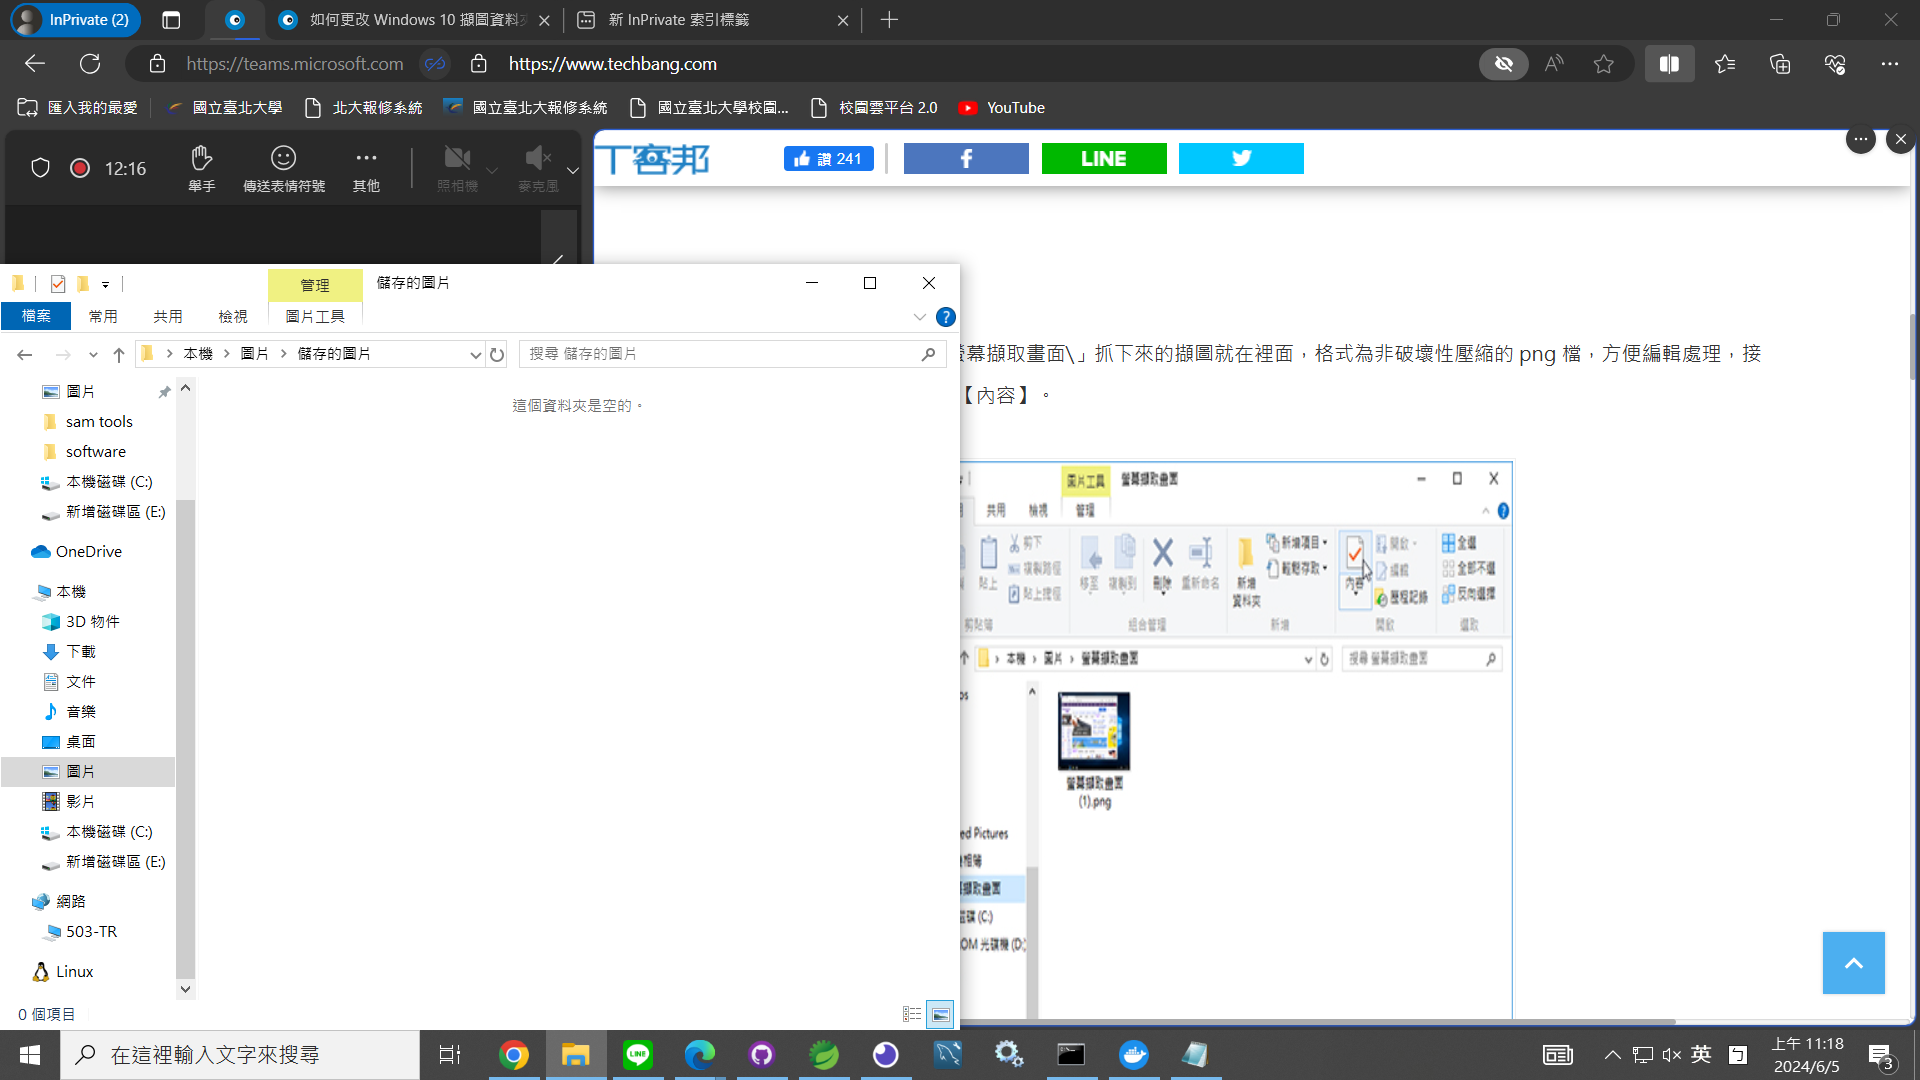 InPrivate (2)
如何更改 Windows 10 擷圖資料夾
新 InPrivate 索引標籤
https://teams.microsoft.com
https://www.techbang.com
匯入我的最愛
國立臺北大學
北大報修系統
國立臺北大報修系統
國立臺北大學校園...
校園雲平台 2.0
YouTube
12:16
舉手
傳送表情符號
其他
照相機
麥克風
T客邦
讚 241
LINE
管理
儲存的圖片
檔案
常用
共用
檢視
圖片工具
本機
圖片
儲存的圖片
搜尋 儲存的圖片
這個資料夾是空的。
圖片
sam tools
software
本機磁碟 (C:)
新增磁碟區 (E:)
OneDrive
本機
3D 物件
下載
文件
音樂
桌面
圖片
影片
本機磁碟 (C:)
新增磁碟區 (E:)
網路
503-TR
Linux
0 個項目
螢幕擷取畫面\」抓下來的擷圖就在裡面，格式為非破壞性壓縮的 png 檔，方便編輯處理，接
【內容】。
圖片工具
螢幕擷取畫面
共用
檢視
管理
貼上
剪下
複製路徑
貼上捷徑
剪貼簿
移至
複製到
刪除
重新命名
組合管理
新增
資料夾
新增項目
輕鬆存取
新增
內容
開啟
編輯
歷程記錄
開啟
全選
全部不選
反向選擇
選取
本機
圖片
螢幕擷取畫面
搜尋 螢幕擷取畫面
螢幕擷取畫面
(1).png
ed Pictures
相簿
擷取畫面
磁碟 (C:)
OM 光碟機 (D:)
在這裡輸入文字來搜尋
英
上午 11:18
2024/6/5
3